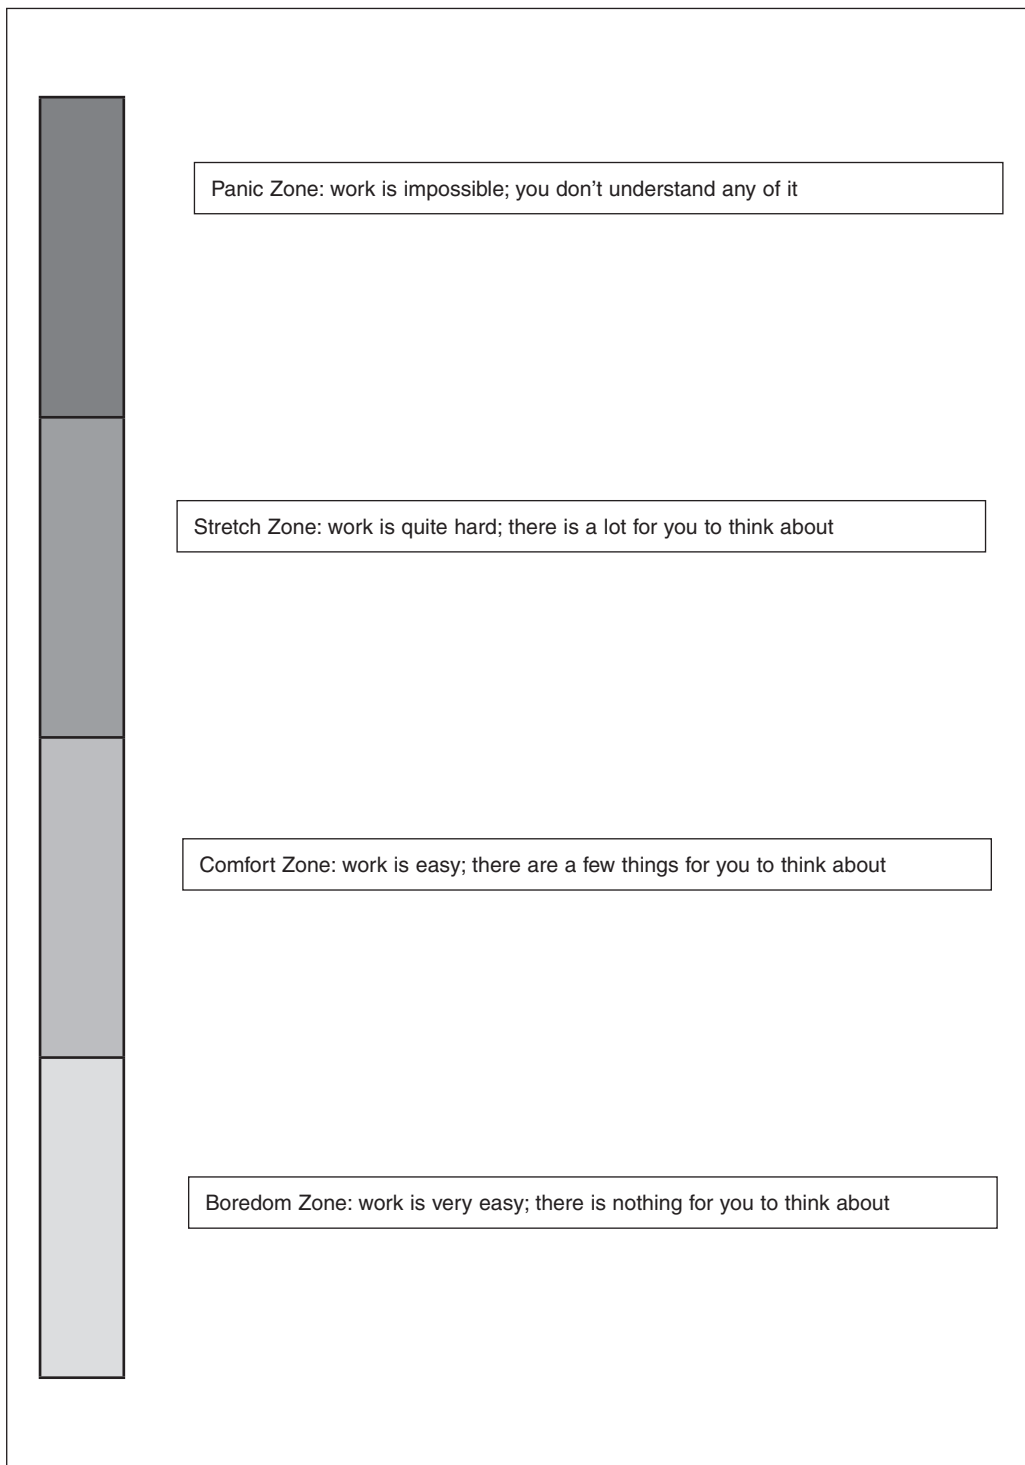 Panic Zone: work is impossible; you don’t understand any of it
Stretch Zone: work is quite hard; there is a lot for you to think about
Comfort Zone: work is easy; there are a few things for you to think about
Boredom Zone: work is very easy; there is nothing for you to think about